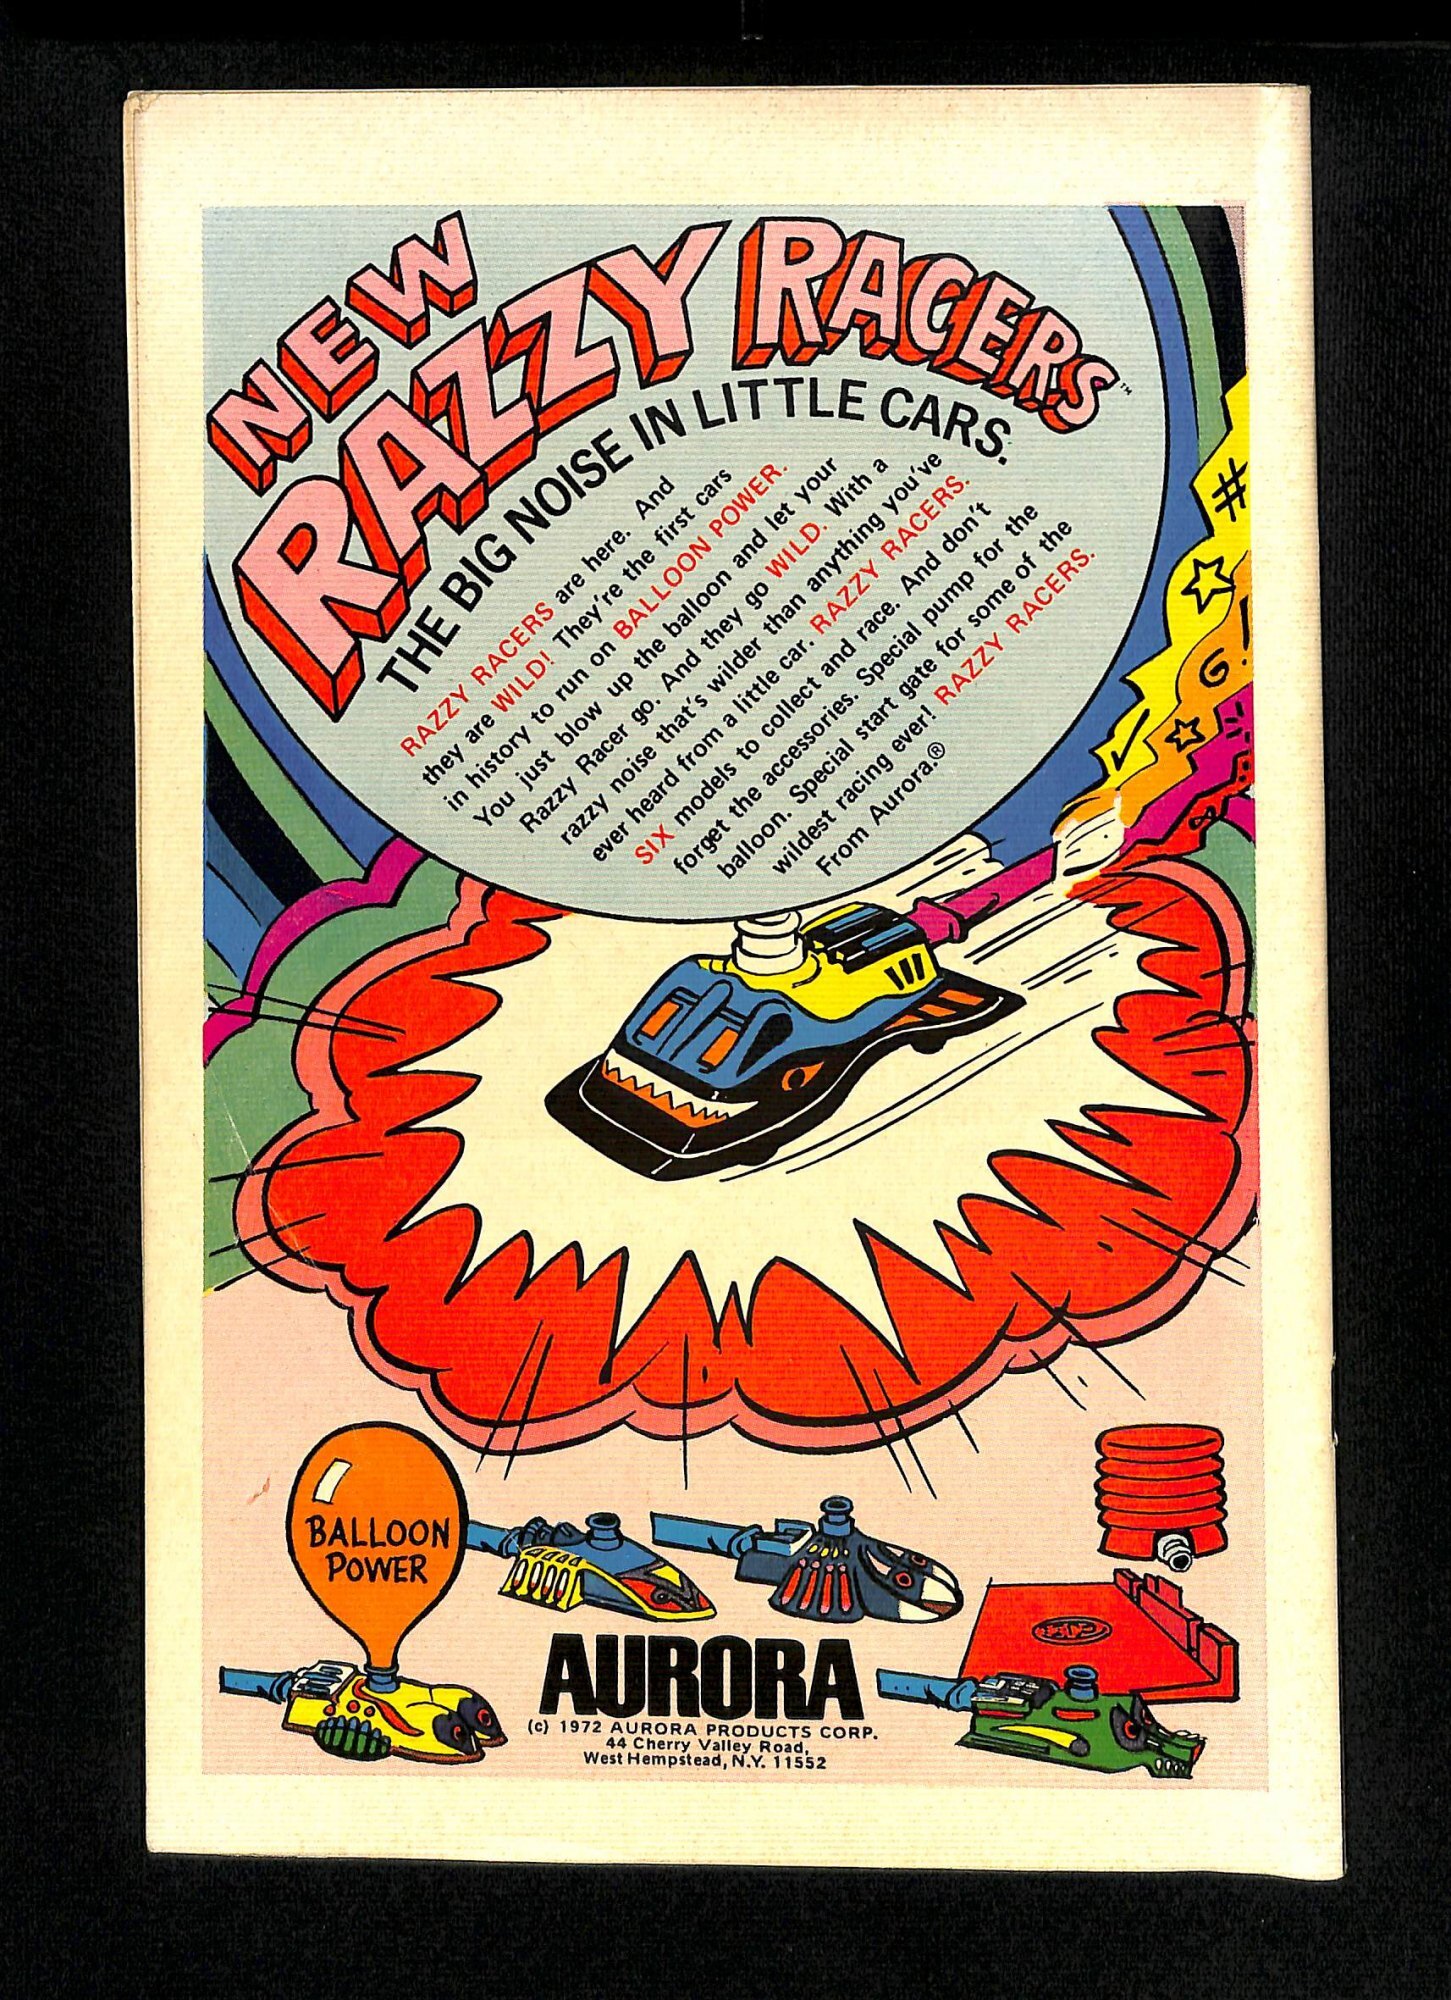 NEW
RAZZY RACERS™
THE BIG NOISE IN LITTLE CARS.
RAZZY RACERS are here. And
they are WILD! They're the first cars
in history to run on BALLOON POWER.
You just blow up the balloon and let your
Razzy Racer go. And they go WILD. With a
razzy noise that's wilder than anything you've
ever heard from a little car. RAZZY RACERS.
SIX models to collect and race. And don't
forget the accessories. Special pump for the
balloon. Special start gate for some of the
wildest racing ever! RAZZY RACERS.
From Aurora.®
#
!
G!
BALLOON
POWER
AURORA
(c) 1972 AURORA PRODUCTS CORP.
44 Cherry Valley Road,
West Hempstead, N.Y. 11552